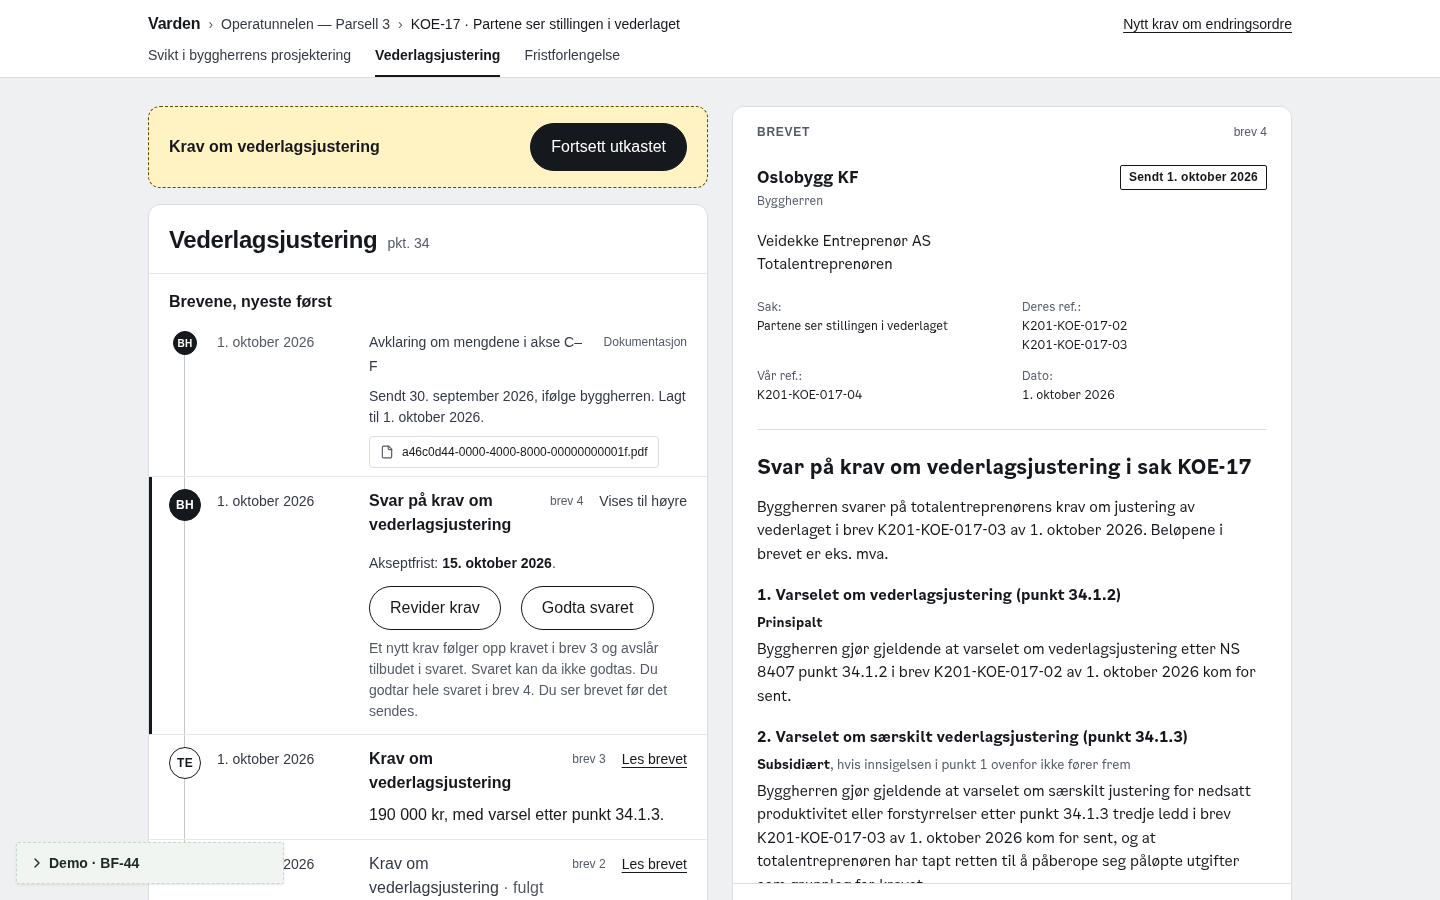 Varden › Operatunnelen — Parsell 3 › KOE-17 · Partene ser stillingen i vederlaget
Nytt krav om endringsordre
Svikt i byggherrens prosjektering
Vederlagsjustering
Fristforlengelse
Krav om vederlagsjustering
Fortsett utkastet
Vederlagsjustering pkt. 34
Brevene, nyeste først
BH
1. oktober 2026
Avklaring om mengdene i akse C–
F
Dokumentasjon
Sendt 30. september 2026, ifølge byggherren. Lagt
til 1. oktober 2026.
a46c0d44-0000-4000-8000-00000000001f.pdf
BH
1. oktober 2026
Svar på krav om
vederlagsjustering
brev 4
Vises til høyre
Akseptfrist: 15. oktober 2026.
Revider krav
Godta svaret
Et nytt krav følger opp kravet i brev 3 og avslår
tilbudet i svaret. Svaret kan da ikke godtas. Du
godtar hele svaret i brev 4. Du ser brevet før det
sendes.
TE
1. oktober 2026
Krav om
vederlagsjustering
brev 3
Les brevet
190 000 kr, med varsel etter punkt 34.1.3.
2026
Krav om
vederlagsjustering · fulgt
brev 2
Les brevet
Demo · BF-44
BREVET
brev 4
Oslobygg KF
Byggherren
Sendt 1. oktober 2026
Veidekke Entreprenør AS
Totalentreprenøren
Sak:
Partene ser stillingen i vederlaget
Deres ref.:
K201-KOE-017-02
K201-KOE-017-03
Vår ref.:
K201-KOE-017-04
Dato:
1. oktober 2026
Svar på krav om vederlagsjustering i sak KOE-17
Byggherren svarer på totalentreprenørens krav om justering av
vederlaget i brev K201-KOE-017-03 av 1. oktober 2026. Beløpene i
brevet er eks. mva.
1. Varselet om vederlagsjustering (punkt 34.1.2)
Prinsipalt
Byggherren gjør gjeldende at varselet om vederlagsjustering etter NS
8407 punkt 34.1.2 i brev K201-KOE-017-02 av 1. oktober 2026 kom for
sent.
2. Varselet om særskilt vederlagsjustering (punkt 34.1.3)
Subsidiært, hvis innsigelsen i punkt 1 ovenfor ikke fører frem
Byggherren gjør gjeldende at varselet om særskilt justering for nedsatt
produktivitet eller forstyrrelser etter punkt 34.1.3 tredje ledd i brev
K201-KOE-017-03 av 1. oktober 2026 kom for sent, og at
totalentreprenøren har tapt retten til å påberope seg påløpte utgifter